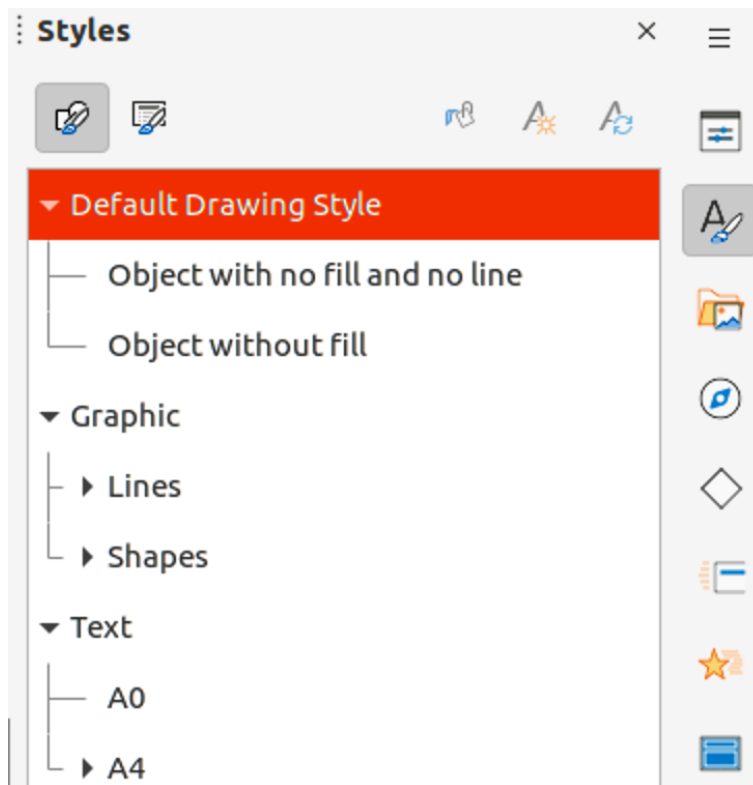 Styles
Default Drawing Style
Object with no fill and no line
Object without fill
Graphic
Lines
Shapes
Text
A0
A4